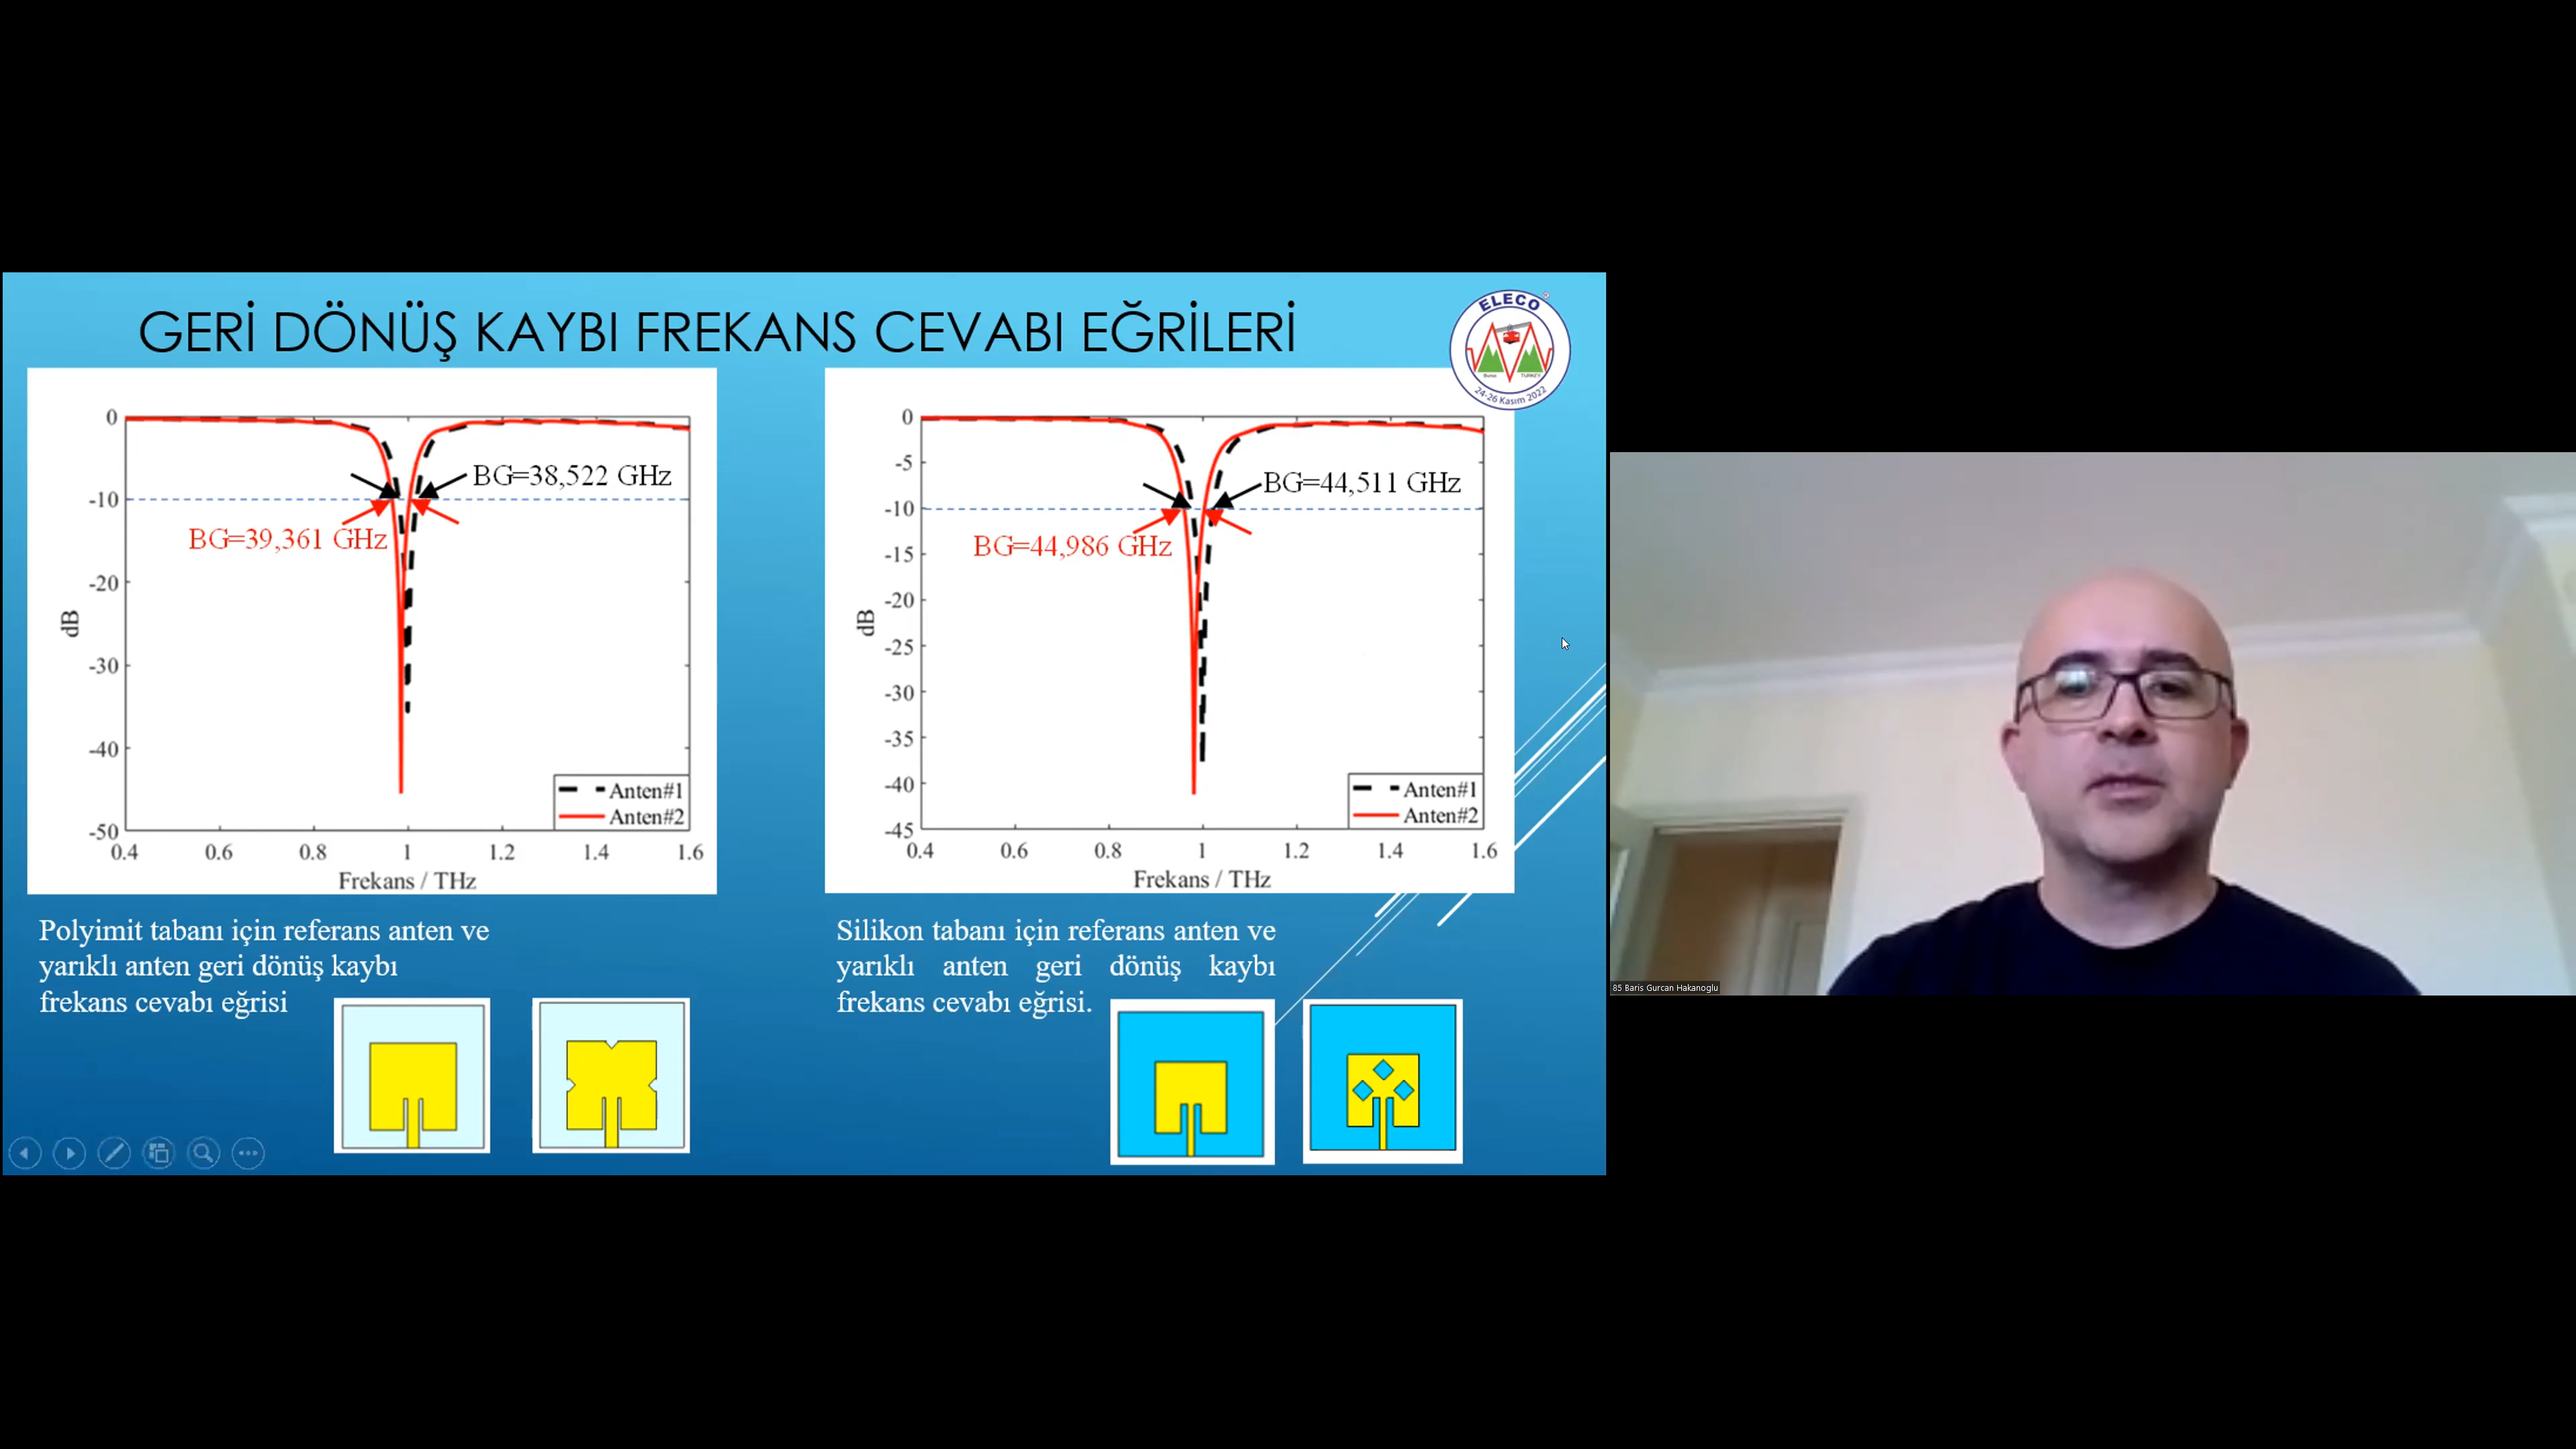 GERİ DÖNÜŞ KAYBI FREKANS CEVABI EĞRİLERİ
ELECO
Bursa TURKEY
24-26 Kasım 2022
0
-10
-20
-30
-40
-50
dB
BG=38,522 GHz
BG=39,361 GHz
Anten#1
Anten#2
0.4 0.6 0.8 1 1.2 1.4 1.6
Frekans / THz
0
-5
-10
-15
-20
-25
-30
-35
-40
-45
dB
BG=44,511 GHz
BG=44,986 GHz
Anten#1
Anten#2
0.4 0.6 0.8 1 1.2 1.4 1.6
Frekans / THz
Polyimit tabanı için referans anten ve
yarıklı anten geri dönüş kaybı
frekans cevabı eğrisi
Silikon tabanı için referans anten ve
yarıklı anten geri dönüş kaybı
frekans cevabı eğrisi.
85 Baris Gurcan Hakanoglu